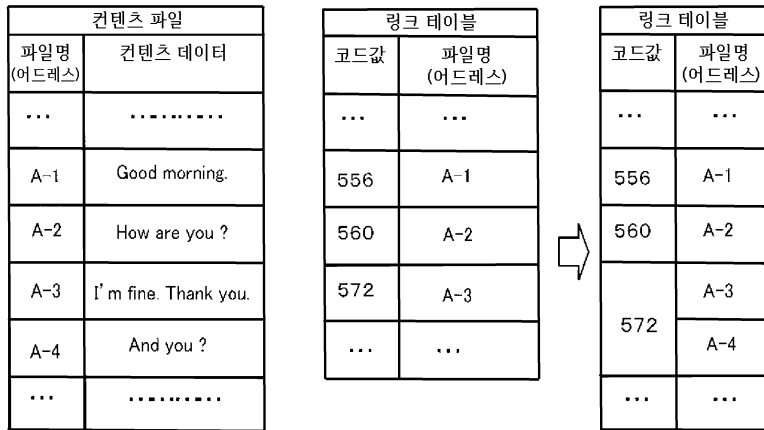 컨텐츠 파일
파일명 (어드레스) 컨텐츠 데이터
... ...........
A-1 Good morning.
A-2 How are you ?
A-3 I'm fine. Thank you.
A-4 And you ?
... ...........
링크 테이블
코드값 파일명 (어드레스)
... ...
556 A-1
560 A-2
572 A-3
... ...
링크 테이블
코드값 파일명 (어드레스)
... ...
556 A-1
560 A-2
572 A-3
A-4
... ...